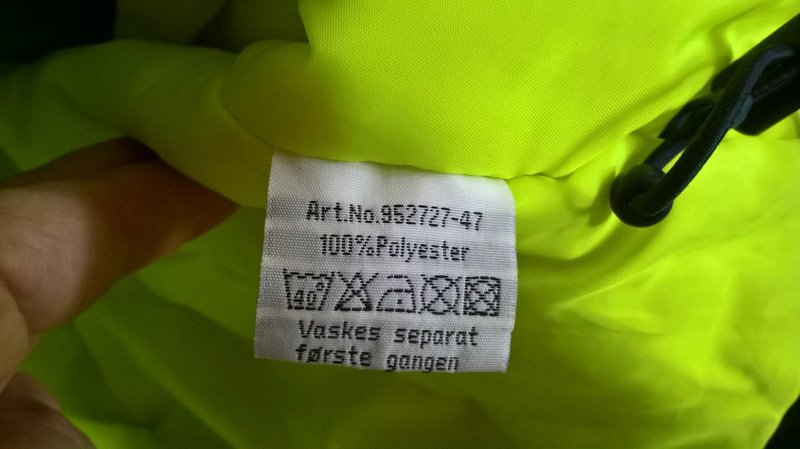 Art.No.952727-47
100%Polyester
40°
Vaskes separat
første gangen